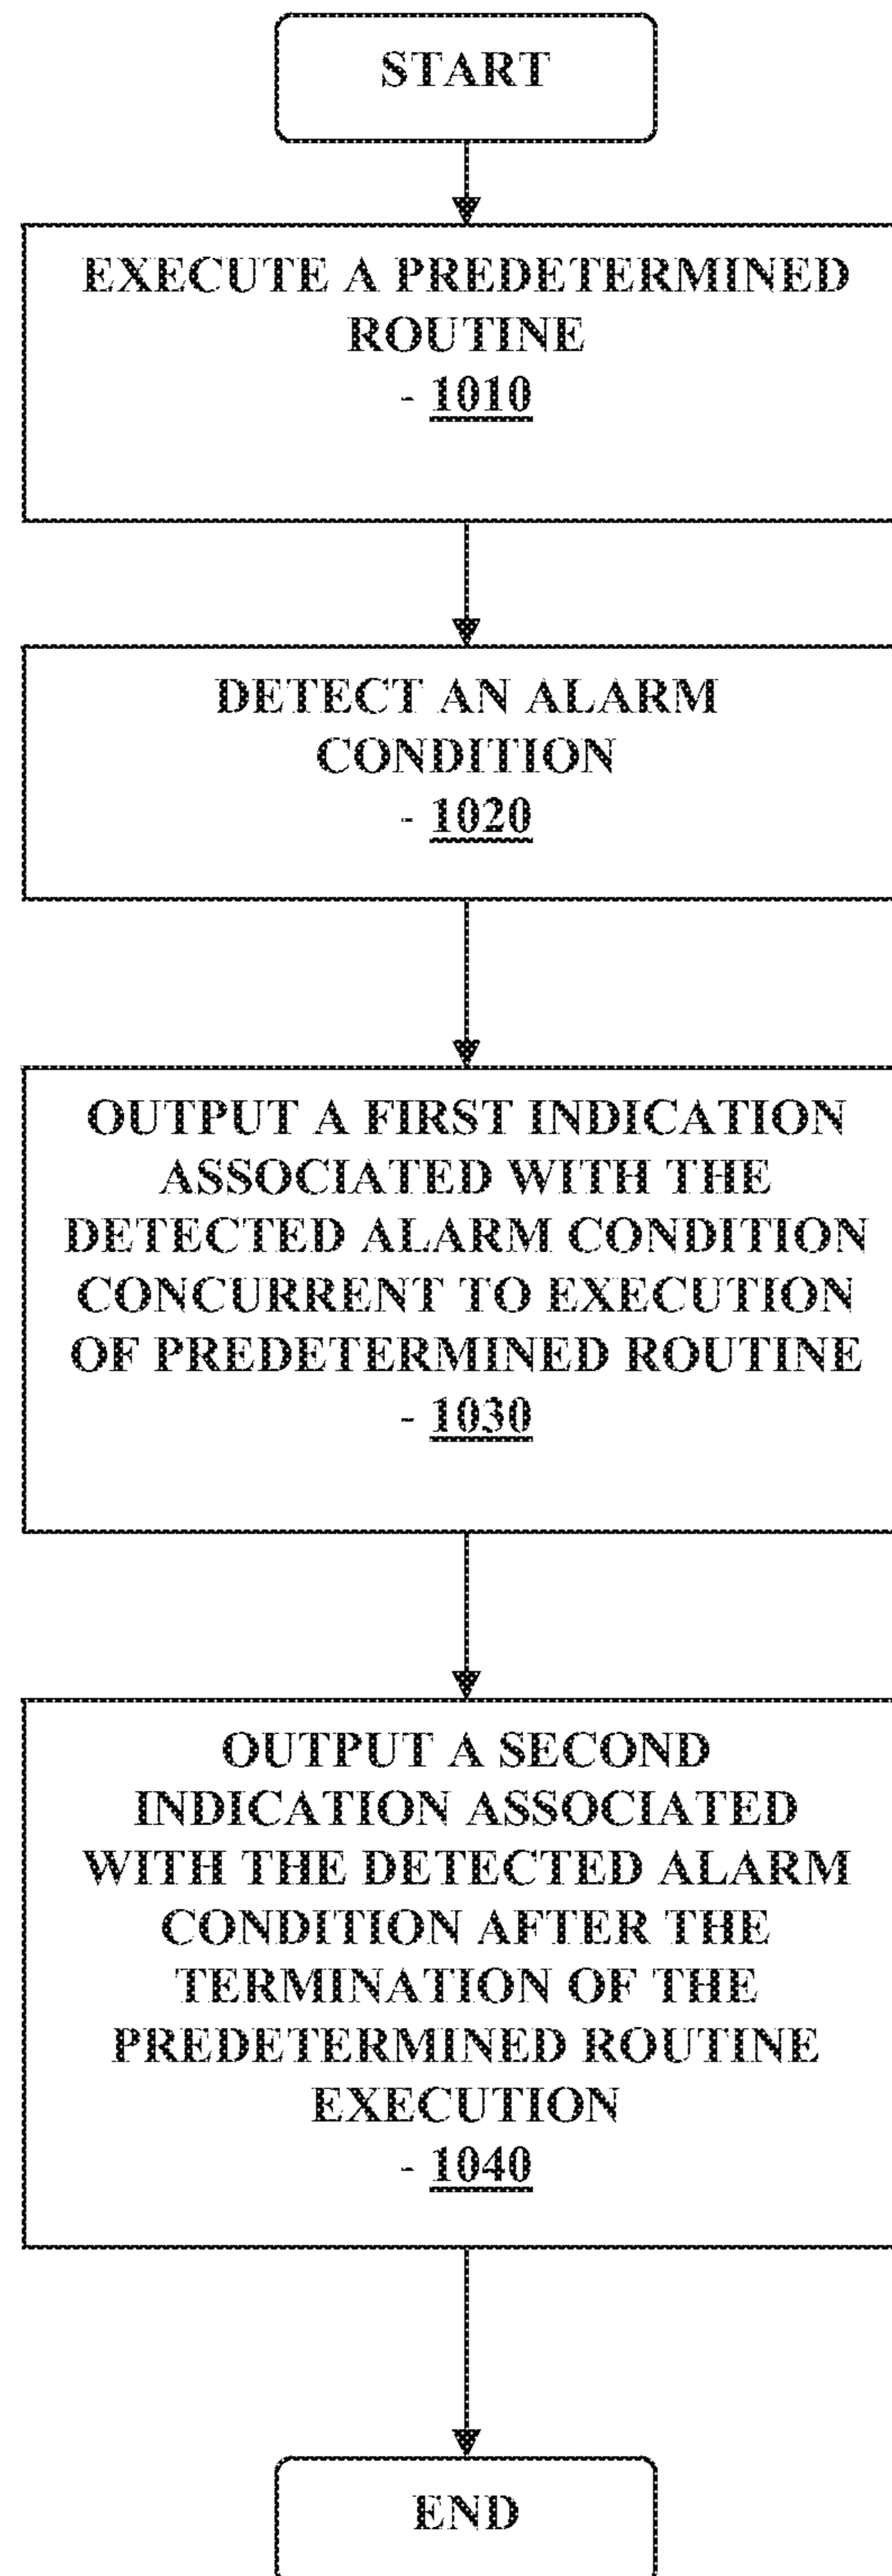 START
EXECUTE A PREDETERMINED
ROUTINE
- 1010
DETECT AN ALARM
CONDITION
- 1020
OUTPUT A FIRST INDICATION
ASSOCIATED WITH THE
DETECTED ALARM CONDITION
CONCURRENT TO EXECUTION
OF PREDETERMINED ROUTINE
- 1030
OUTPUT A SECOND
INDICATION ASSOCIATED
WITH THE DETECTED ALARM
CONDITION AFTER THE
TERMINATION OF THE
PREDETERMINED ROUTINE
EXECUTION
- 1040
END